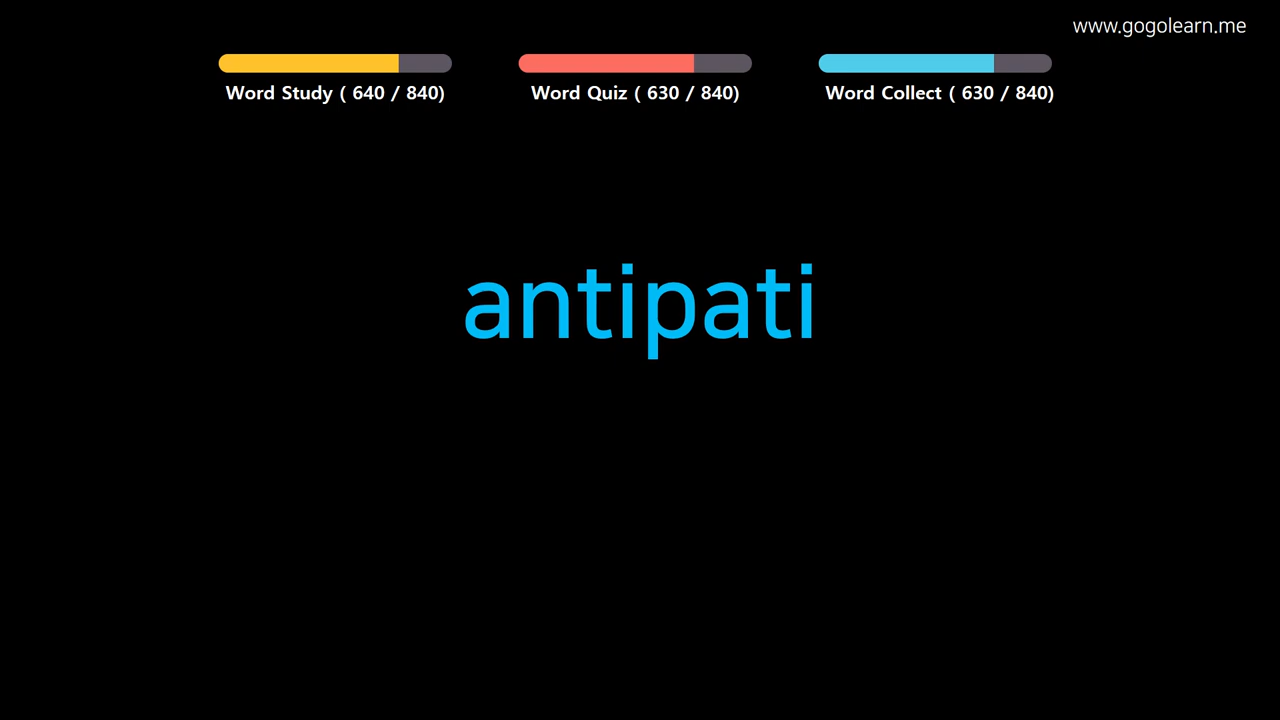 www.gogolearn.me
Word Study ( 640 / 840)
Word Quiz ( 630 / 840)
Word Collect ( 630 / 840)
antipati